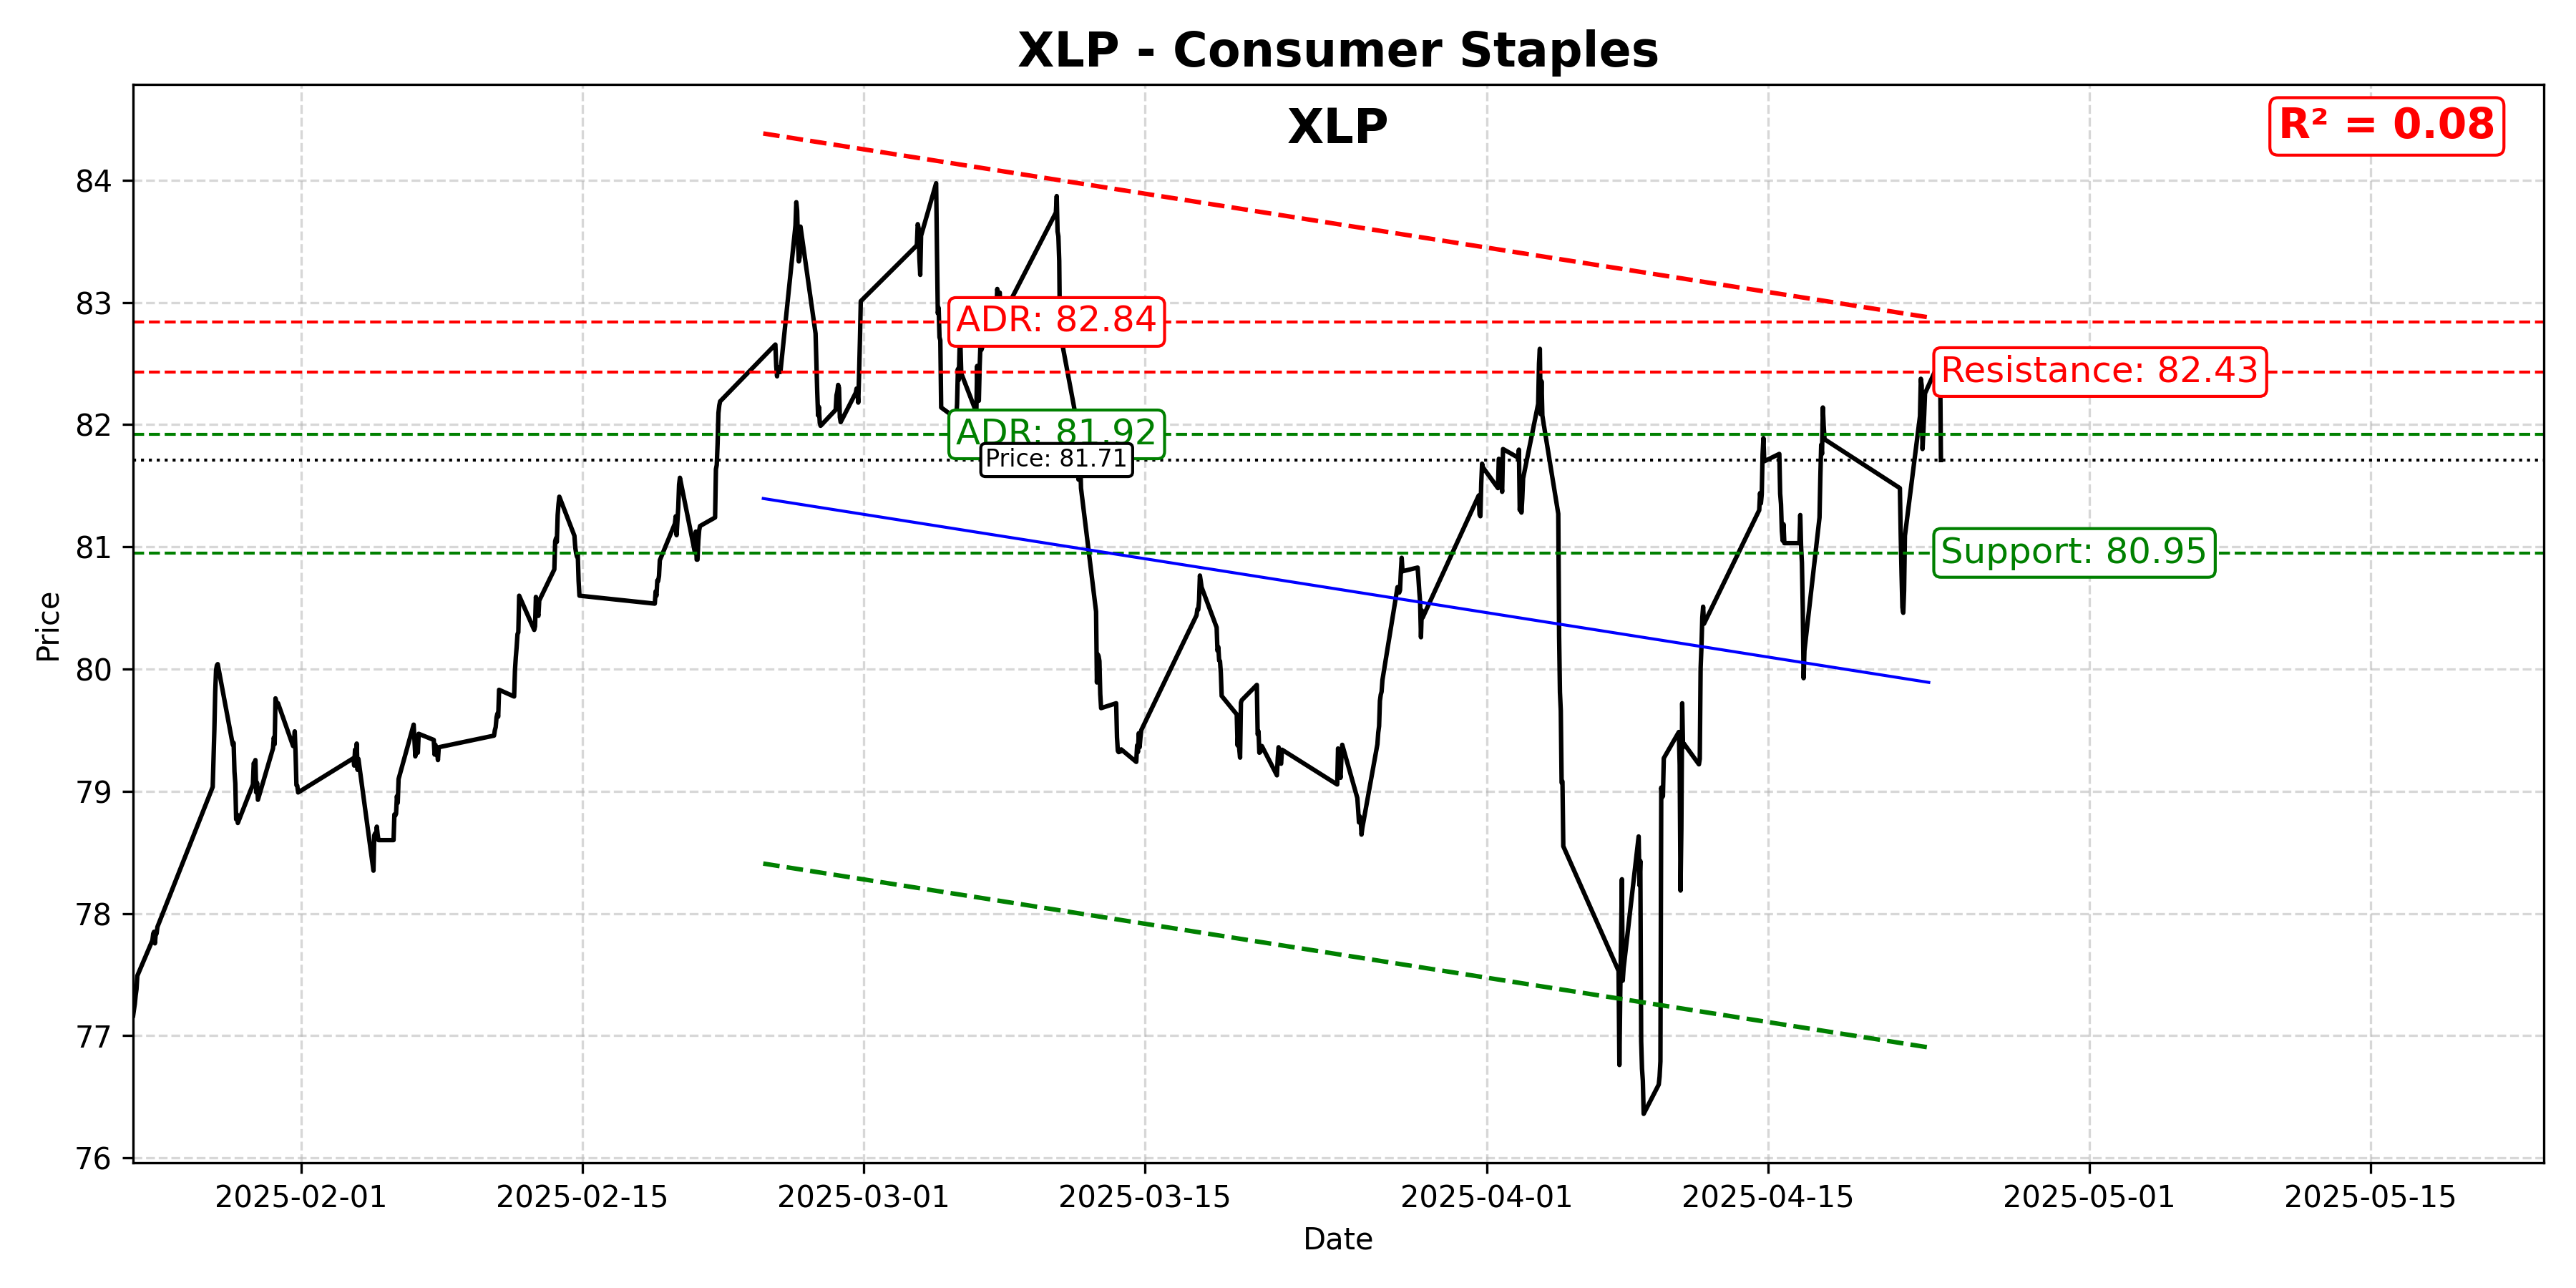 XLP - Consumer Staples
XLP
R² = 0.08
84
83
82
81
80
79
78
77
76
Price
ADR: 82.84
Resistance: 82.43
ADR: 81.92
Price: 81.71
Support: 80.95
2025-02-01
2025-02-15
2025-03-01
2025-03-15
2025-04-01
2025-04-15
2025-05-01
2025-05-15
Date